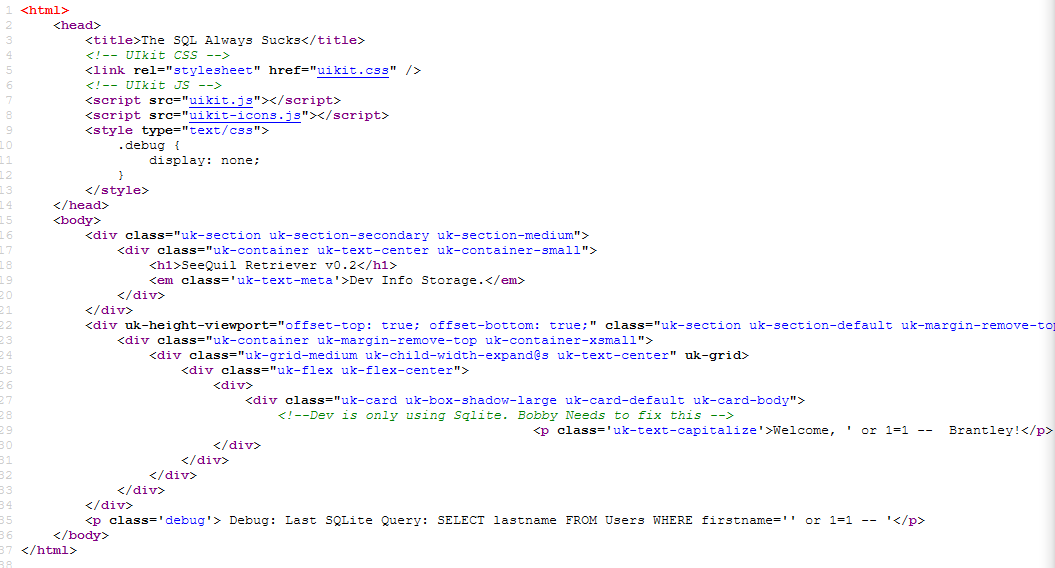 1 <html>
2 <head>
3 <title>The SQL Always Sucks</title>
4 <!-- UIkit CSS -->
5 <link rel="stylesheet" href="uikit.css" />
6 <!-- UIkit JS -->
7 <script src="uikit.js"></script>
8 <script src="uikit-icons.js"></script>
9 <style type="text/css">
10 .debug {
11 display: none;
12 }
13 </style>
14 </head>
15 <body>
16 <div class="uk-section uk-section-secondary uk-section-medium">
17 <div class="uk-container uk-text-center uk-container-small">
18 <h1>SeeQuil Retriever v0.2</h1>
19 <em class='uk-text-meta'>Dev Info Storage.</em>
20 </div>
21 </div>
22 <div uk-height-viewport="offset-top: true; offset-bottom: true;" class="uk-section uk-section-default uk-margin-remove-top
23 <div class="uk-container uk-margin-remove-top uk-container-xsmall">
24 <div class="uk-grid-medium uk-child-width-expand@s uk-text-center" uk-grid>
25 <div class="uk-flex uk-flex-center">
26 <div>
27 <div class="uk-card uk-box-shadow-large uk-card-default uk-card-body">
28 <!--Dev is only using Sqlite. Bobby Needs to fix this -->
29 <p class='uk-text-capitalize'>Welcome, ' or 1=1 --  Brantley!</p>
30 </div>
31 </div>
32 </div>
33 </div>
34 </div>
35 <p class='debug'> Debug: Last SQLite Query: SELECT lastname FROM Users WHERE firstname='' or 1=1 -- '</p>
36 </body>
37 </html>
38